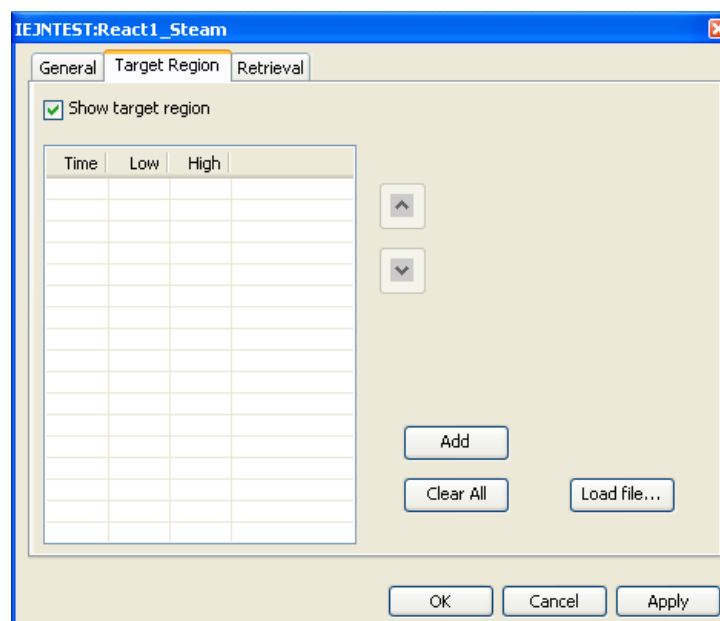 IEJNTEST:React1_Steam
General Target Region Retrieval
Show target region
Time Low High
Add
Clear All Load file...
OK Cancel Apply